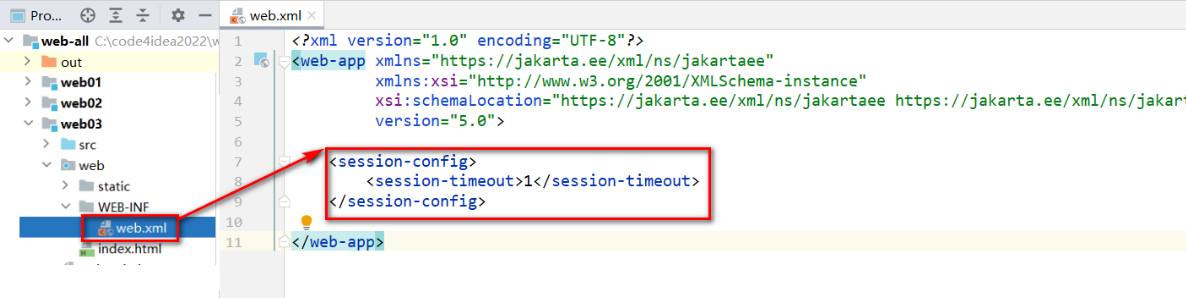 Pro...
web.xml
web-all C:\code4idea2022\w
out
web01
web02
web03
src
web
static
WEB-INF
web.xml
index.html
1 <?xml version="1.0" encoding="UTF-8"?>
2 <web-app xmlns="https://jakarta.ee/xml/ns/jakartaee"
3 xmlns:xsi="http://www.w3.org/2001/XMLSchema-instance"
4 xsi:schemaLocation="https://jakarta.ee/xml/ns/jakartaee https://jakarta.ee/xml/ns/jakart
5 version="5.0">
6
7 <session-config>
8 <session-timeout>1</session-timeout>
9 </session-config>
10
11 </web-app>